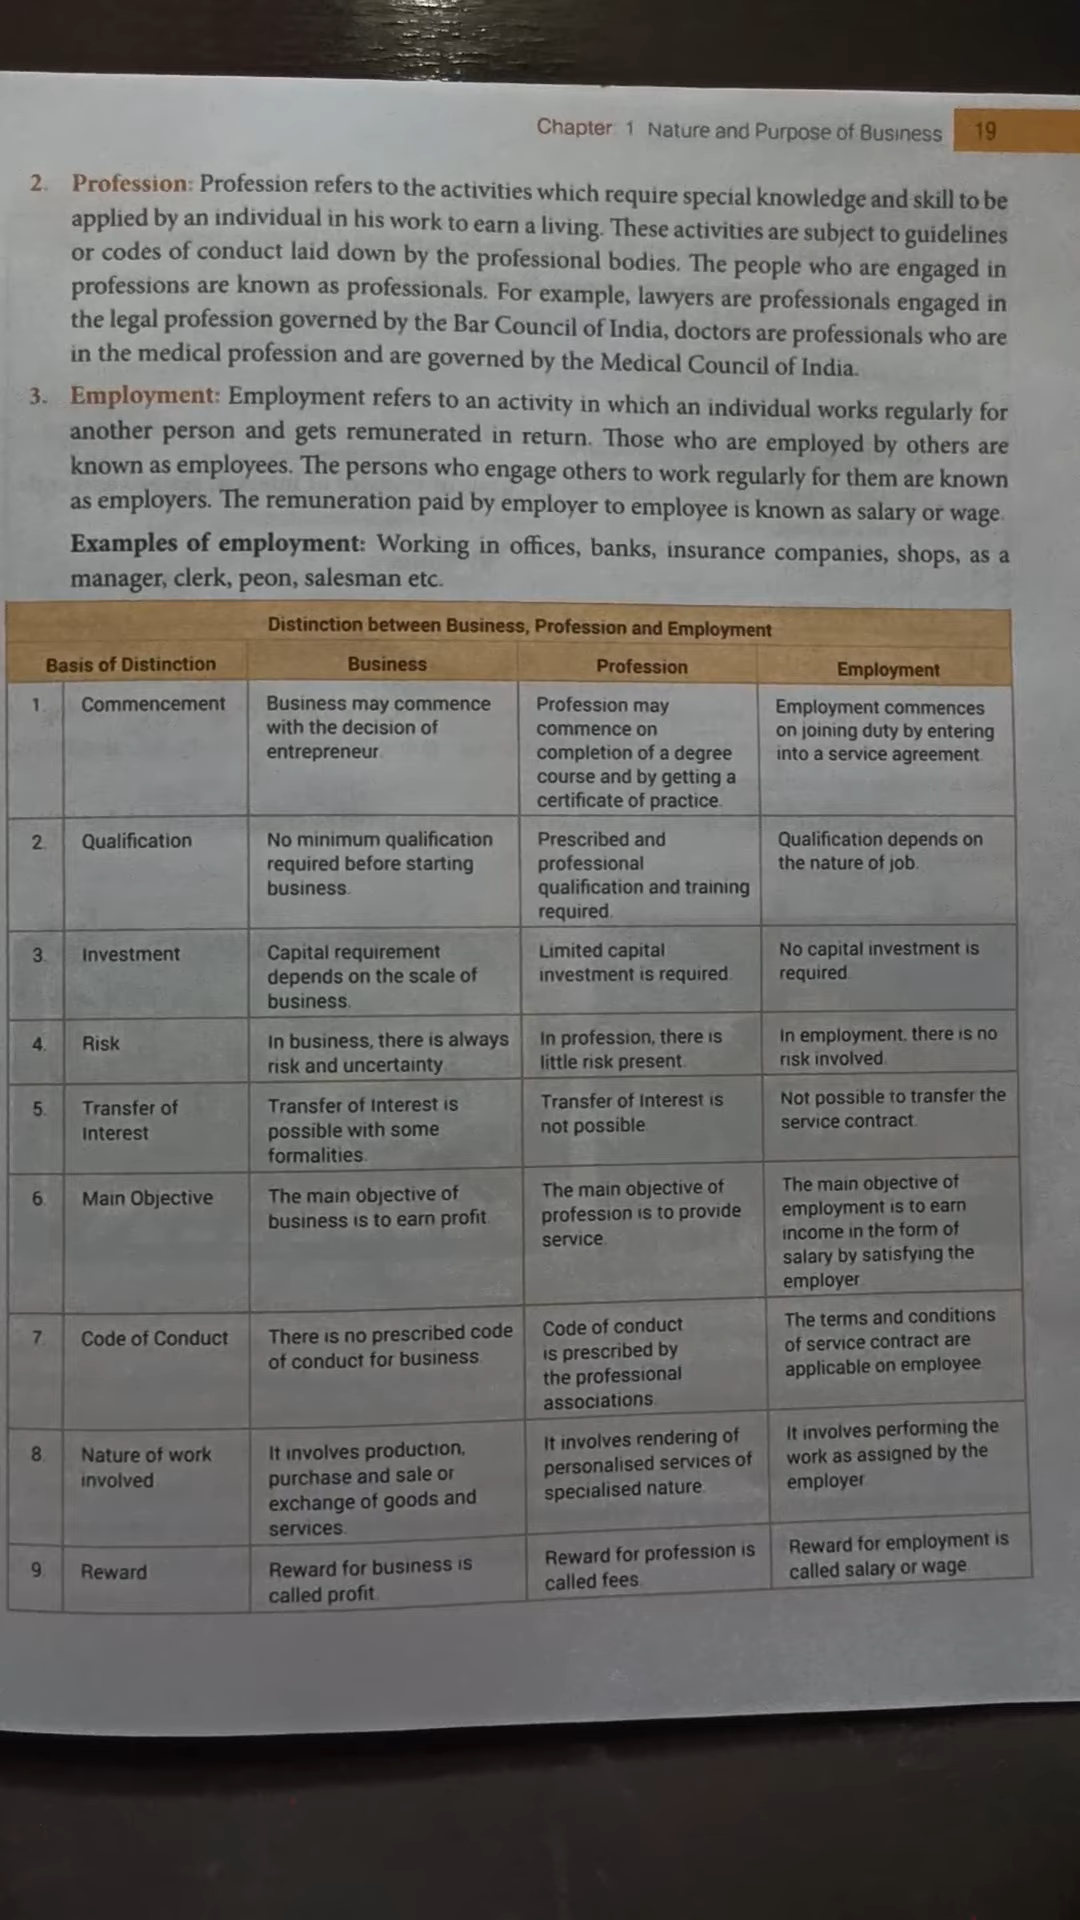 Chapter 1 Nature and Purpose of Business 19
2. Profession: Profession refers to the activities which require special knowledge and skill to be
applied by an individual in his work to earn a living. These activities are subject to guidelines
or codes of conduct laid down by the professional bodies. The people who are engaged in
professions are known as professionals. For example, lawyers are professionals engaged in
the legal profession governed by the Bar Council of India, doctors are professionals who are
in the medical profession and are governed by the Medical Council of India.
3. Employment: Employment refers to an activity in which an individual works regularly for
another person and gets remunerated in return. Those who are employed by others are
known as employees. The persons who engage others to work regularly for them are known
as employers. The remuneration paid by employer to employee is known as salary or wage.
Examples of employment: Working in offices, banks, insurance companies, shops, as a
manager, clerk, peon, salesman etc.
Distinction between Business, Profession and Employment
Basis of Distinction Business Profession Employment
1. Commencement
Business may commence
with the decision of
entrepreneur.
Profession may
commence on
completion of a degree
course and by getting a
certificate of practice.
Employment commences
on joining duty by entering
into a service agreement.
2. Qualification
No minimum qualification
required before starting
business.
Prescribed and
professional
qualification and training
required.
Qualification depends on
the nature of job.
3. Investment
Capital requirement
depends on the scale of
business.
Limited capital
investment is required.
No capital investment is
required.
4. Risk
In business, there is always
risk and uncertainty.
In profession, there is
little risk present.
In employment, there is no
risk involved.
5. Transfer of
Interest
Transfer of Interest is
possible with some
formalities.
Transfer of Interest is
not possible.
Not possible to transfer the
service contract.
6. Main Objective
The main objective of
business is to earn profit.
The main objective of
profession is to provide
service.
The main objective of
employment is to earn
income in the form of
salary by satisfying the
employer.
7. Code of Conduct
There is no prescribed code
of conduct for business.
Code of conduct
is prescribed by
the professional
associations.
The terms and conditions
of service contract are
applicable on employee.
8. Nature of work
involved
It involves production,
purchase and sale or
exchange of goods and
services.
It involves rendering of
personalised services of
specialised nature.
It involves performing the
work as assigned by the
employer.
9. Reward
Reward for business is
called profit.
Reward for profession is
called fees.
Reward for employment is
called salary or wage.